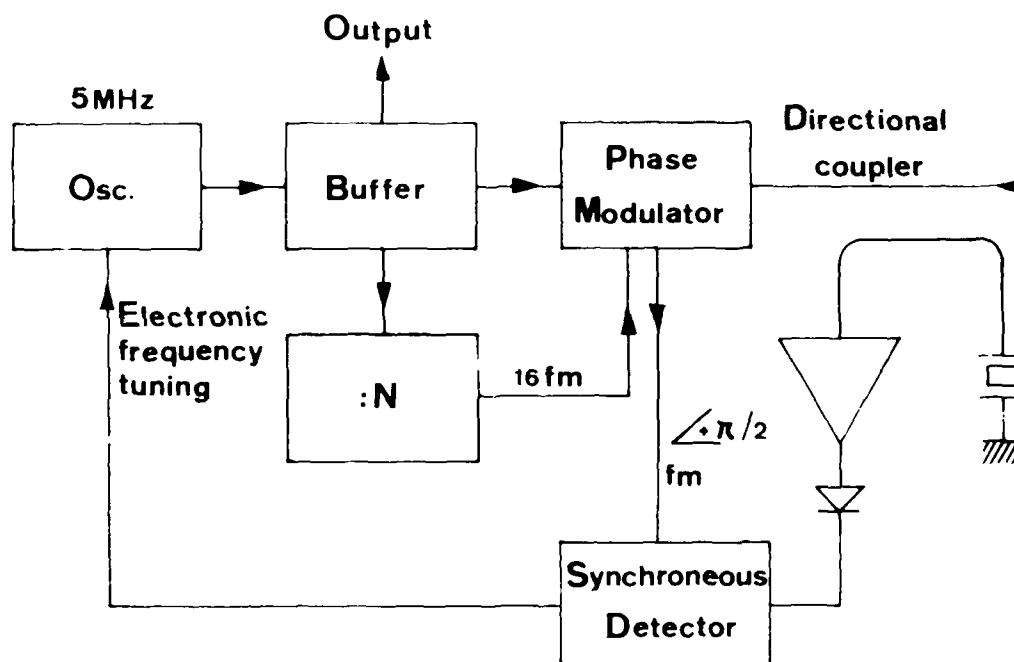 Output
5MHz
Osc.
Buffer
Phase
Modulator
Directional
coupler
Electronic
frequency
tuning
:N
16fm
+π/2
fm
Synchroneous
Detector